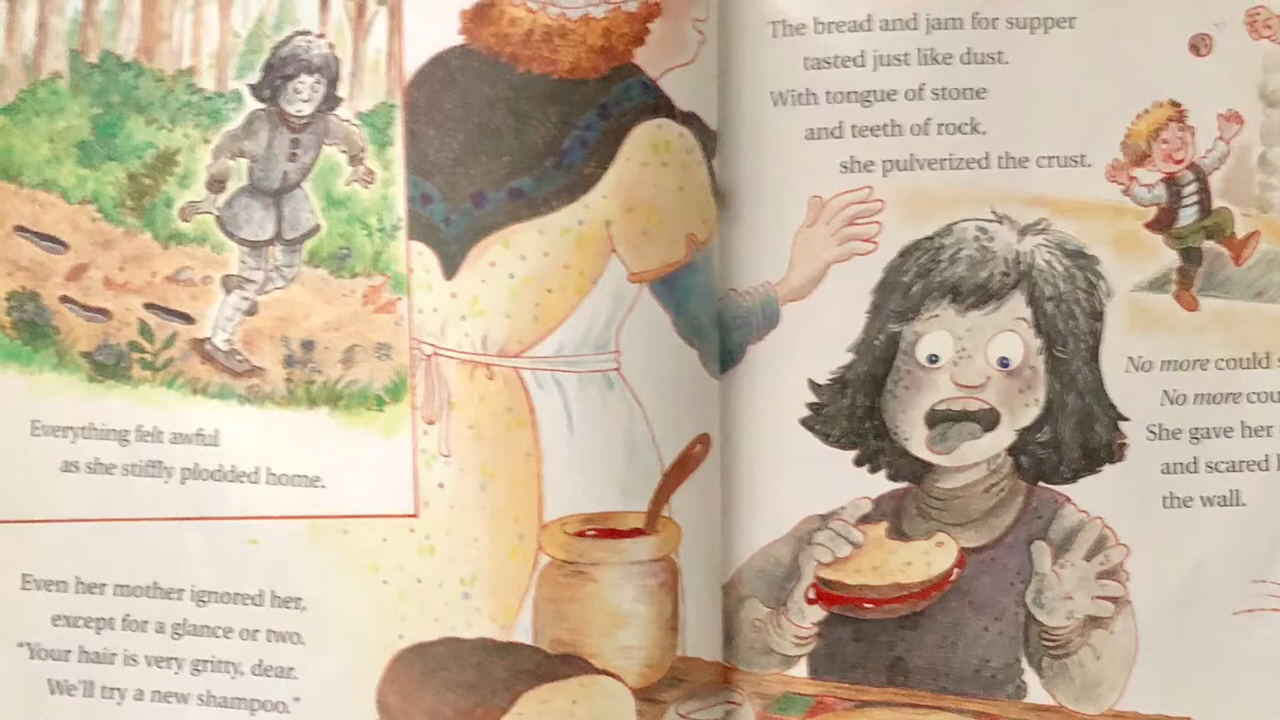 Everything felt awful
as she stiffly plodded home.
Even her mother ignored her,
except for a glance or two.
"Your hair is very gritty, dear.
We'll try a new shampoo."
The bread and jam for supper
tasted just like dust.
With tongue of stone
and teeth of rock,
she pulverized the crust.
No more could
No more
She gave her
and scared
the wall.